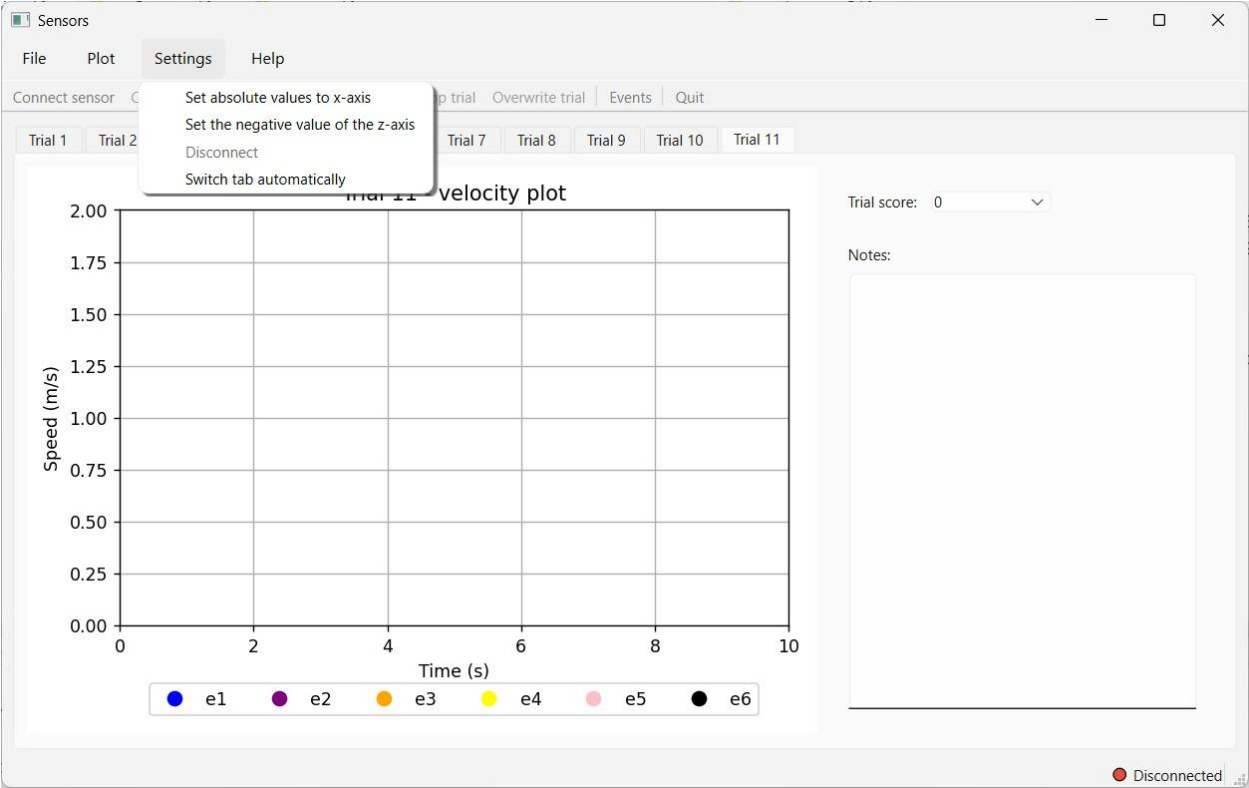 Sensors
File Plot Settings Help
Connect sensor trial Overwrite trial Events Quit
Set absolute values to x-axis
Set the negative value of the z-axis
Disconnect
Switch tab automatically
Trial 1 Trial 2 Trial 7 Trial 8 Trial 9 Trial 10 Trial 11
Trial 11 - velocity plot
2.00
1.75
1.50
1.25
1.00
0.75
0.50
0.25
0.00
Speed (m/s)
0 2 4 6 8 10
Time (s)
e1 e2 e3 e4 e5 e6
Trial score: 0
Notes:
Disconnected